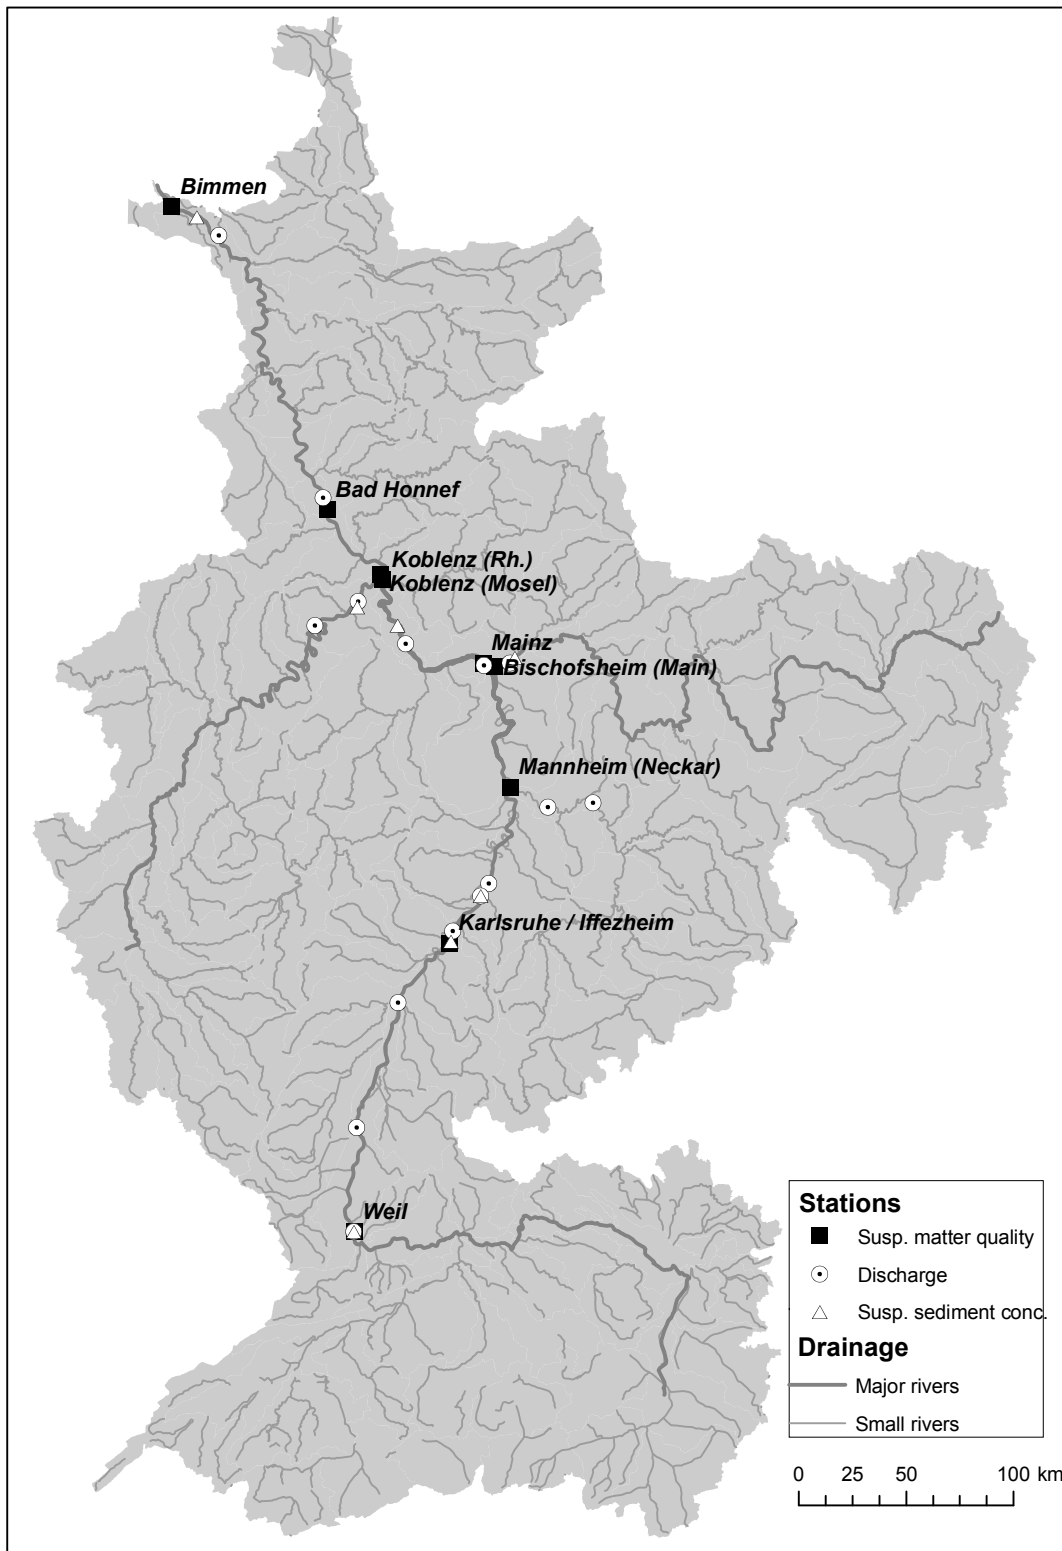 Bimmen
Bad Honnef
Koblenz (Rh.)
Koblenz (Mosel)
Mainz
Bischofsheim (Main)
Mannheim (Neckar)
Karlsruhe / Iffezheim
Weil
Stations
Susp. matter quality
Discharge
Susp. sediment conc.
Drainage
Major rivers
Small rivers
0 25 50 100 km